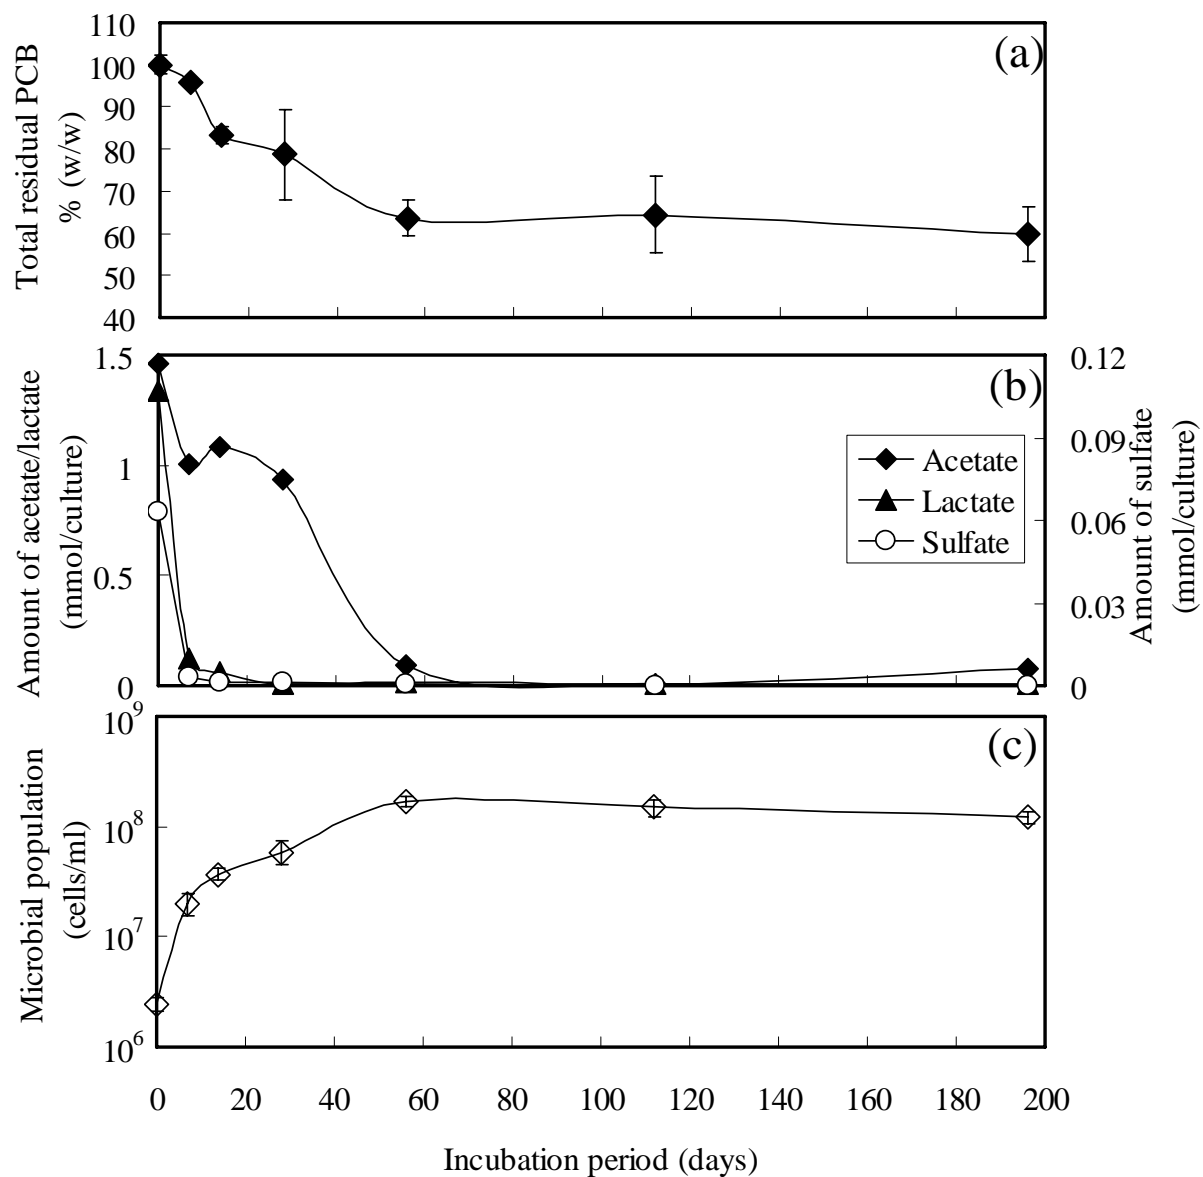 Total residual PCB
% (w/w)
110
100
90
80
70
60
50
40
(a)
Amount of acetate/lactate
(mmol/culture)
1.5
1
0.5
0
(b)
Acetate
Lactate
Sulfate
0.12
0.09
0.06
0.03
0
Amount of sulfate
(mmol/culture)
Microbial population
(cells/ml)
10⁹
10⁸
10⁷
10⁶
(c)
0 20 40 60 80 100 120 140 160 180 200
Incubation period (days)